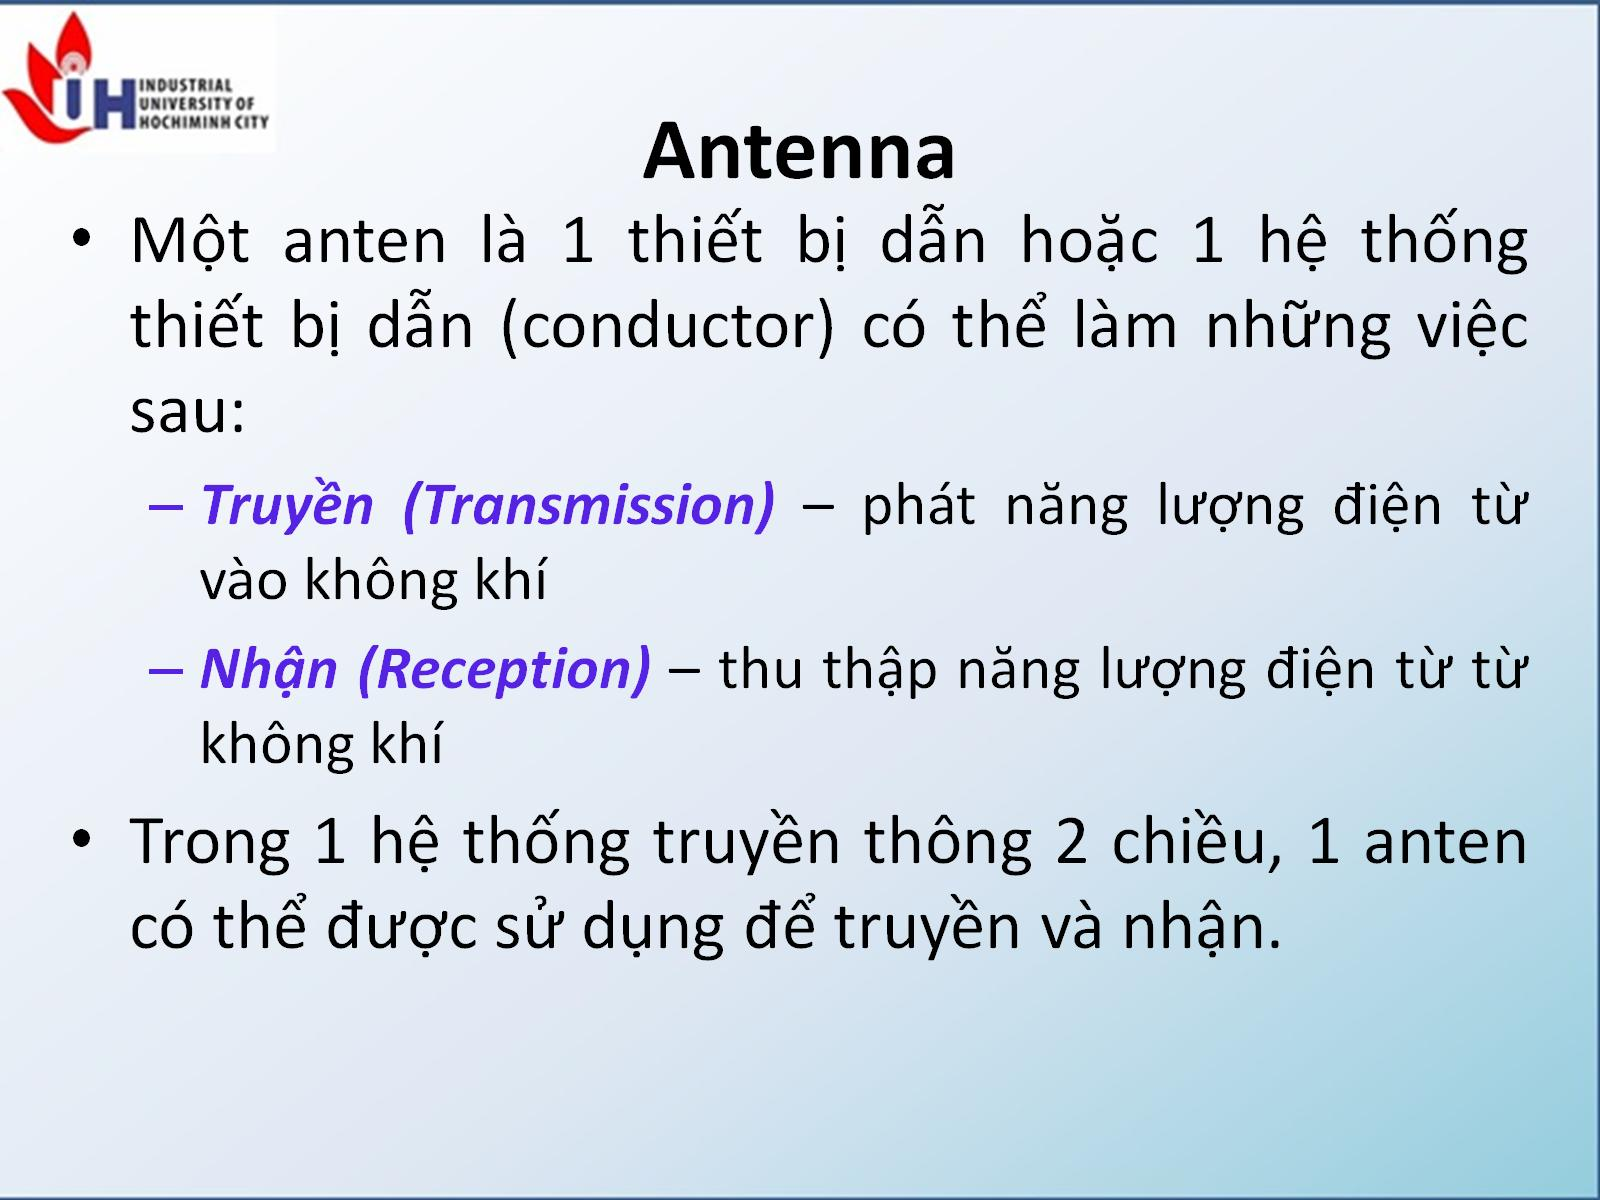 INDUSTRIAL
UNIVERSITY OF
HOCHIMINH CITY
Antenna
• Một anten là 1 thiết bị dẫn hoặc 1 hệ thống
thiết bị dẫn (conductor) có thể làm những việc
sau:
– Truyền (Transmission) – phát năng lượng điện từ
vào không khí
– Nhận (Reception) – thu thập năng lượng điện từ từ
không khí
• Trong 1 hệ thống truyền thông 2 chiều, 1 anten
có thể được sử dụng để truyền và nhận.